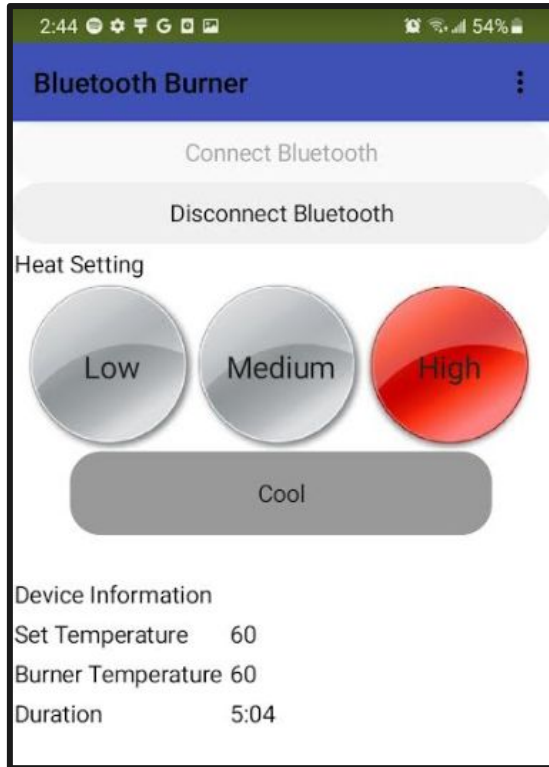 2:44 G 54%
Bluetooth Burner
Connect Bluetooth
Disconnect Bluetooth
Heat Setting
Low Medium High
Cool
Device Information
Set Temperature 60
Burner Temperature 60
Duration 5:04